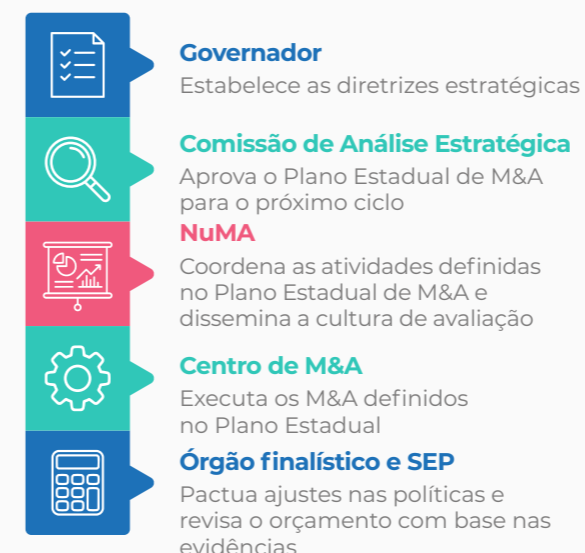 Governador
Estabelece as diretrizes estratégicas
Comissão de Análise Estratégica
Aprova o Plano Estadual de M&A
para o próximo ciclo
NuMA
Coordena as atividades definidas
no Plano Estadual de M&A e
dissemina a cultura de avaliação
Centro de M&A
Executa os M&A definidos
no Plano Estadual
Órgão finalístico e SEP
Pactua ajustes nas políticas e
revisa o orçamento com base nas
evidências